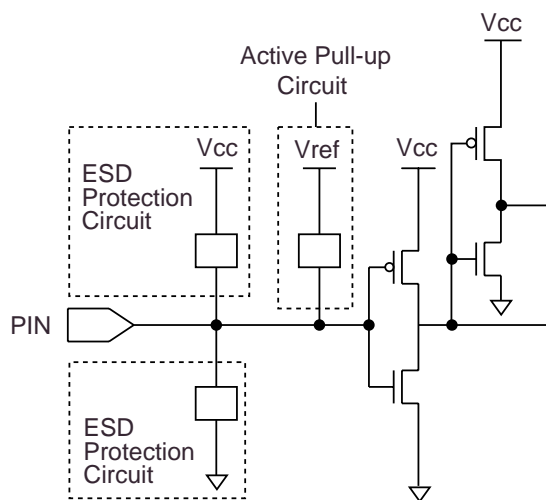 Vcc
Active Pull-up
Circuit
Vcc
Vref
Vcc
ESD
Protection
Circuit
PIN
ESD
Protection
Circuit